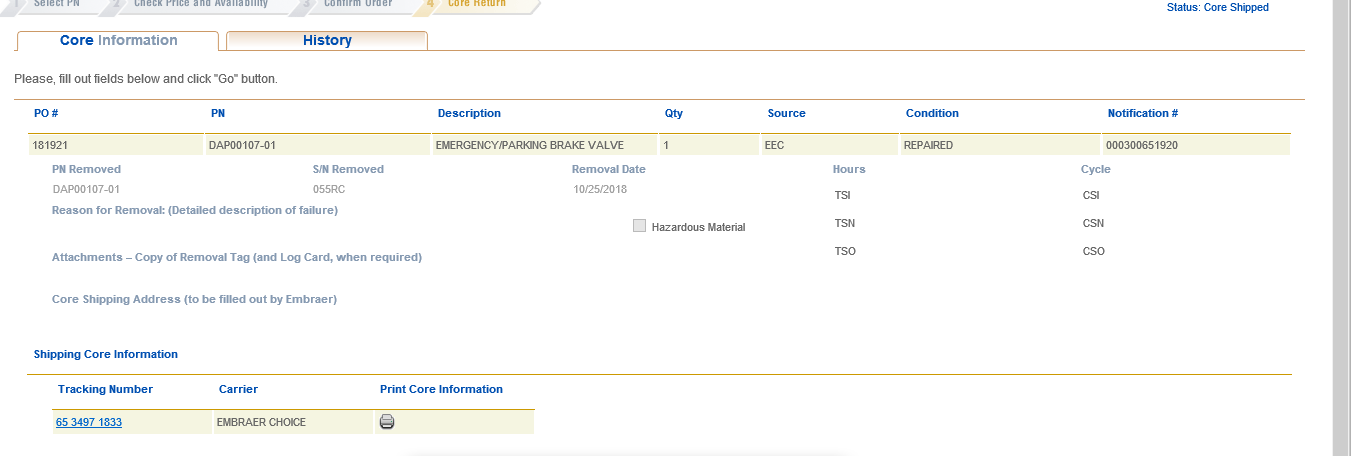 1 Select PN 2 Check Price and Availability 3 Confirm Order 4 Core Return
Status: Core Shipped
Core Information History
Please, fill out fields below and click "Go" button.
PO # PN Description Qty Source Condition Notification #
181921 DAP00107-01 EMERGENCY/PARKING BRAKE VALVE 1 EEC REPAIRED 000300651920
PN Removed S/N Removed Removal Date Hours Cycle
DAP00107-01 055RC 10/25/2018 TSI CSI
Reason for Removal: (Detailed description of failure)
Hazardous Material TSN CSN
Attachments – Copy of Removal Tag (and Log Card, when required) TSO CSO
Core Shipping Address (to be filled out by Embraer)
Shipping Core Information
Tracking Number Carrier Print Core Information
65 3497 1833 EMBRAER CHOICE